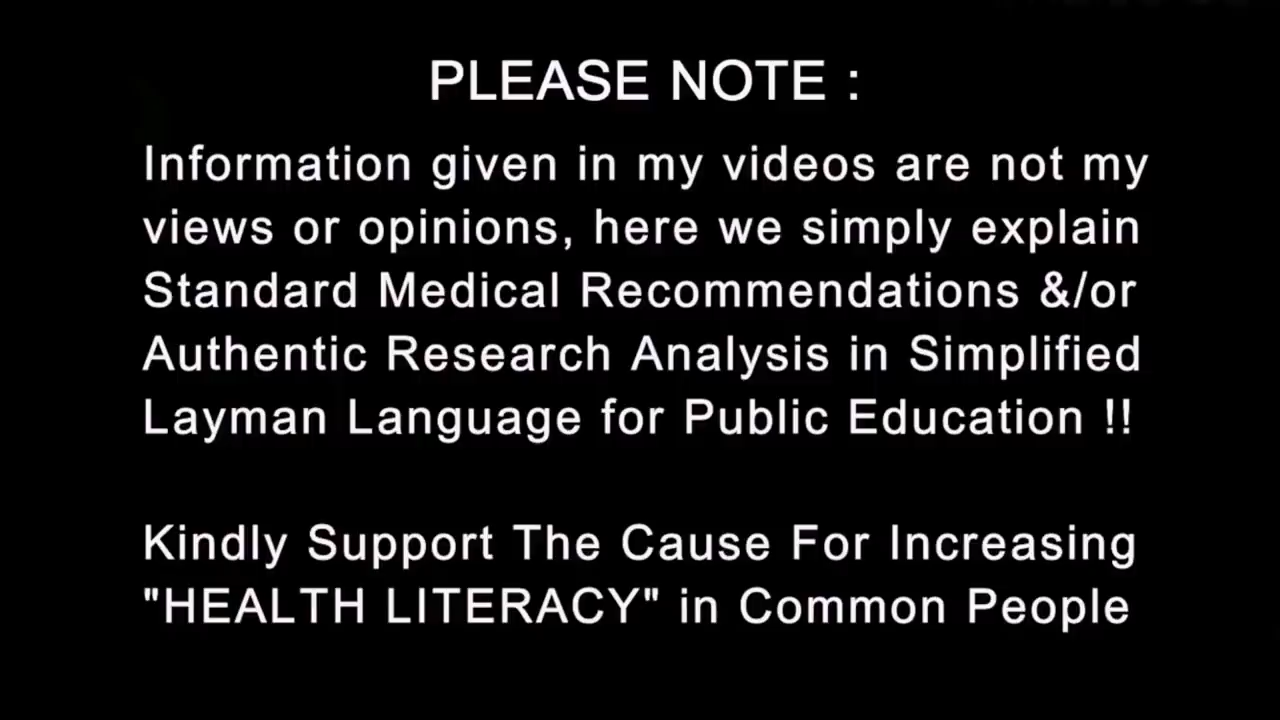 PLEASE NOTE :
Information given in my videos are not my
views or opinions, here we simply explain
Standard Medical Recommendations &/or
Authentic Research Analysis in Simplified
Layman Language for Public Education !!
Kindly Support The Cause For Increasing
"HEALTH LITERACY" in Common People